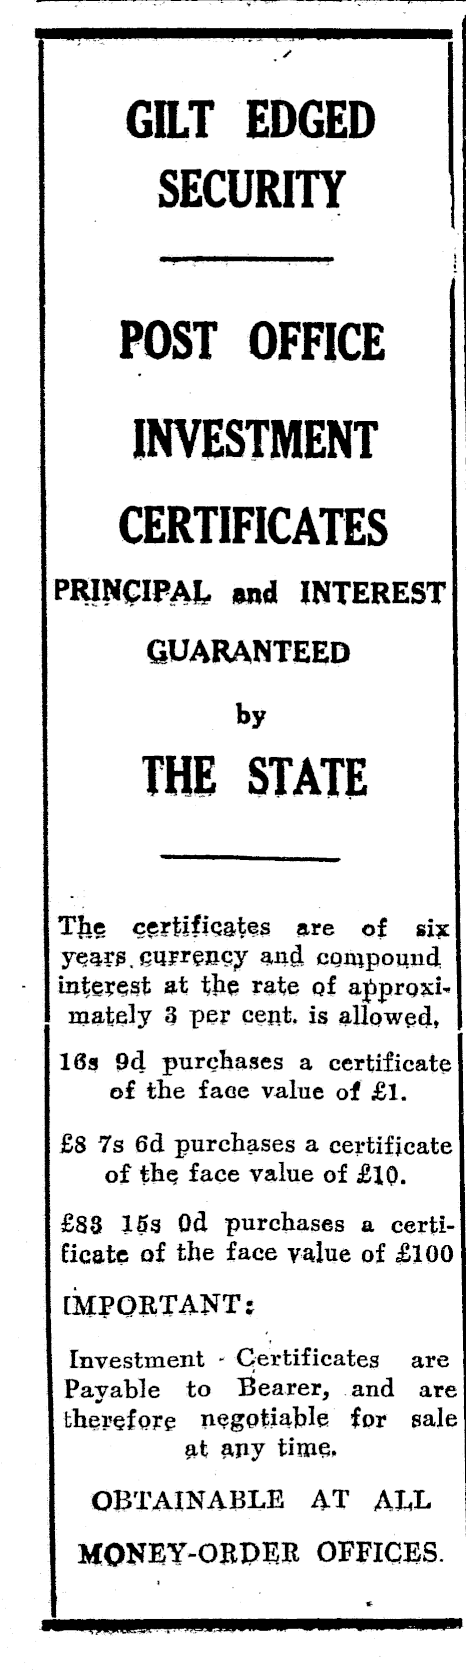 GILT EDGED
SECURITY
POST OFFICE
INVESTMENT
CERTIFICATES
PRINCIPAL and INTEREST
GUARANTEED
by
THE STATE
The certificates are of six
years currency and compound
interest at the rate of approxi-
mately 3 per cent. is allowed,
16s 9d purchases a certificate
of the face value of £1.
£8 7s 6d purchases a certificate
of the face value of £10.
£83 15s 0d purchases a certi-
ficate of the face value of £100
IMPORTANT:
Investment - Certificates are
Payable to Bearer, and are
therefore negotiable for sale
at any time.
OBTAINABLE AT ALL
MONEY-ORDER OFFICES.